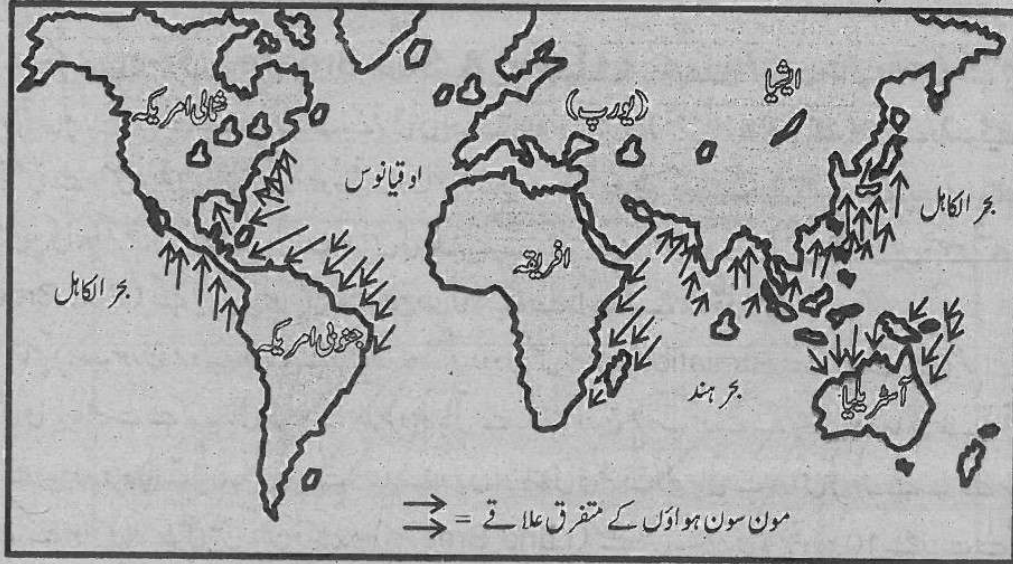 شمالی امریکہ
(یورپ)
ایشیا
اوقیانوس
بحر الکاہل
افریقہ
بحر الکاہل
جنوبی امریکہ
بحر ہند
آسٹریلیا
= مون سون ہواؤں کے متفرق علاقے